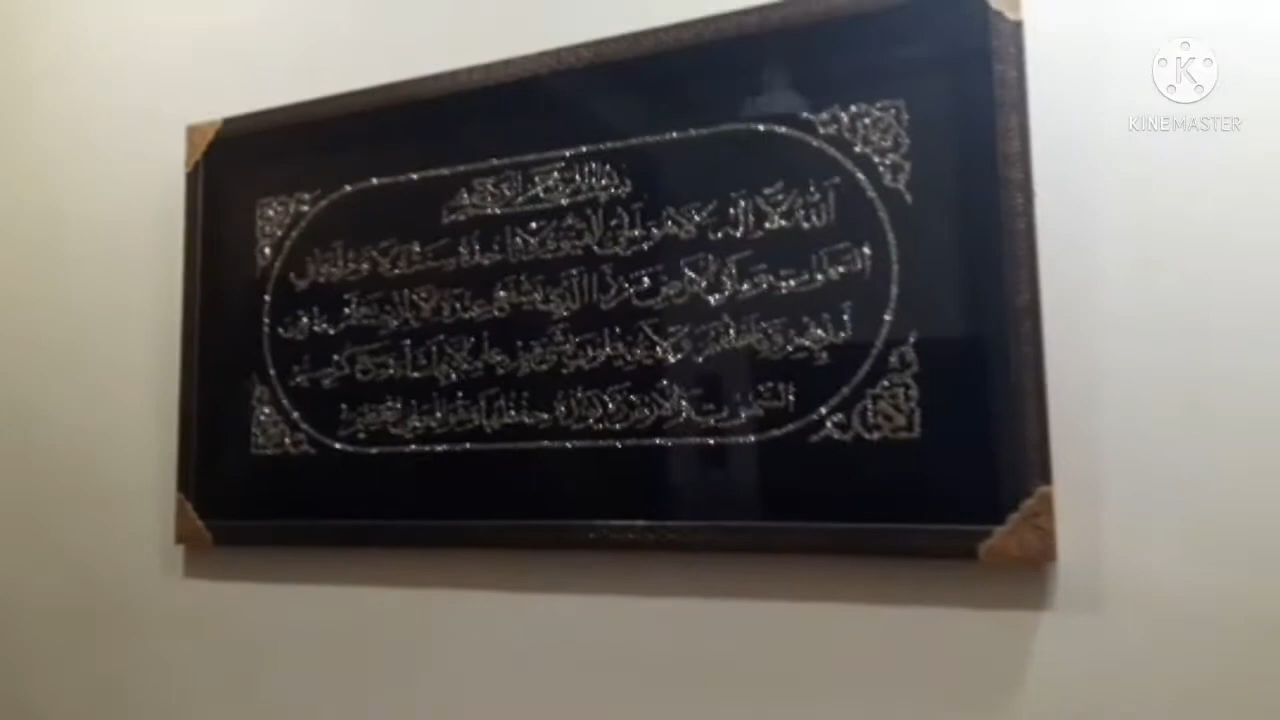 بسم الله الرحمن الرحيم
الله لا إله إلا هو الحي القيوم لا تأخذه سنة ولا نوم له ما في
السموات وما في الأرض من ذا الذي يشفع عنده إلا بإذنه يعلم ما بين
أيديهم وما خلفهم ولا يحيطون بشيء من علمه إلا بما شاء وسع كرسيه
السموات والأرض ولا يؤده حفظهما وهو العلي العظيم
KINEMASTER